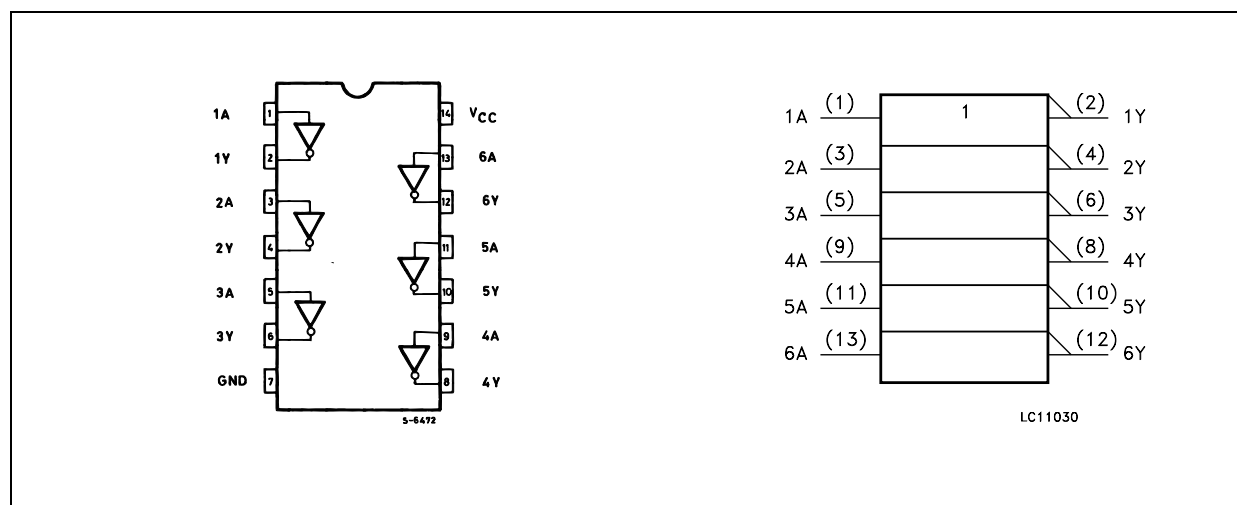 1A 1 14 VCC
1Y 2 13 6A
2A 3 12 6Y
2Y 4 11 5A
3A 5 10 5Y
3Y 6 9 4A
GND 7 8 4Y
S-6472
1A (1) 1 (2) 1Y
2A (3) (4) 2Y
3A (5) (6) 3Y
4A (9) (8) 4Y
5A (11) (10) 5Y
6A (13) (12) 6Y
LC11030